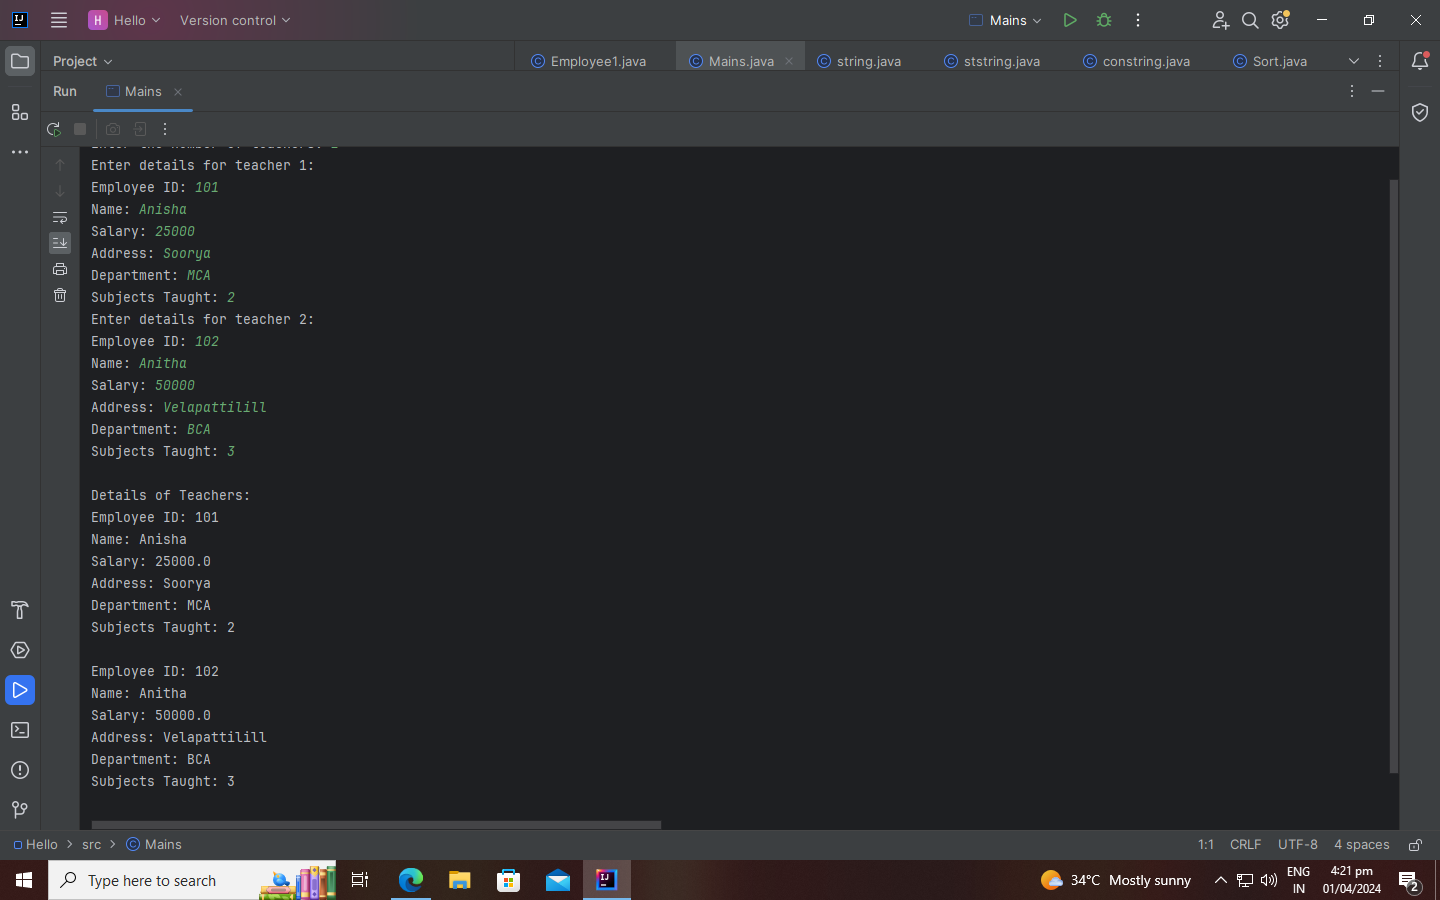 H Hello Version control Mains
Project Employee1.java Mains.java string.java ststring.java constring.java Sort.java
Run Mains
Enter details for teacher 1:
Employee ID: 101
Name: Anisha
Salary: 25000
Address: Soorya
Department: MCA
Subjects Taught: 2
Enter details for teacher 2:
Employee ID: 102
Name: Anitha
Salary: 50000
Address: Velapattilill
Department: BCA
Subjects Taught: 3
Details of Teachers:
Employee ID: 101
Name: Anisha
Salary: 25000.0
Address: Soorya
Department: MCA
Subjects Taught: 2
Employee ID: 102
Name: Anitha
Salary: 50000.0
Address: Velapattilill
Department: BCA
Subjects Taught: 3
Hello src Mains 1:1 CRLF UTF-8 4 spaces
Type here to search 34°C Mostly sunny ENG 4:21 pm
IN 01/04/2024 2